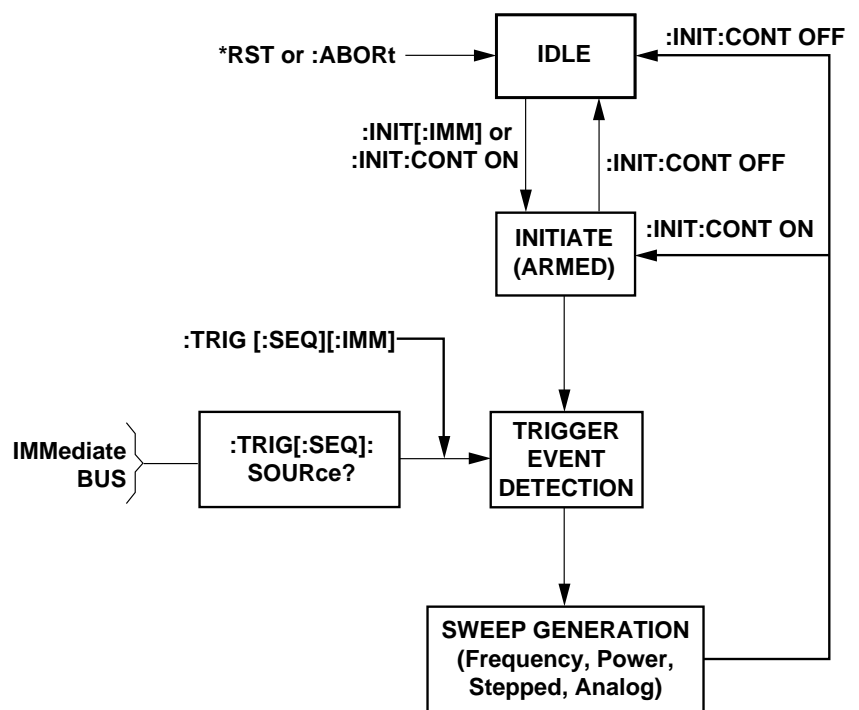 :INIT:CONT OFF
*RST or :ABORt
IDLE
:INIT[:IMM] or
:INIT:CONT ON
:INIT:CONT OFF
INITIATE
(ARMED)
:INIT:CONT ON
:TRIG [:SEQ][:IMM]
IMMediate
BUS
:TRIG[:SEQ]:
SOURce?
TRIGGER
EVENT
DETECTION
SWEEP GENERATION
(Frequency, Power,
Stepped, Analog)